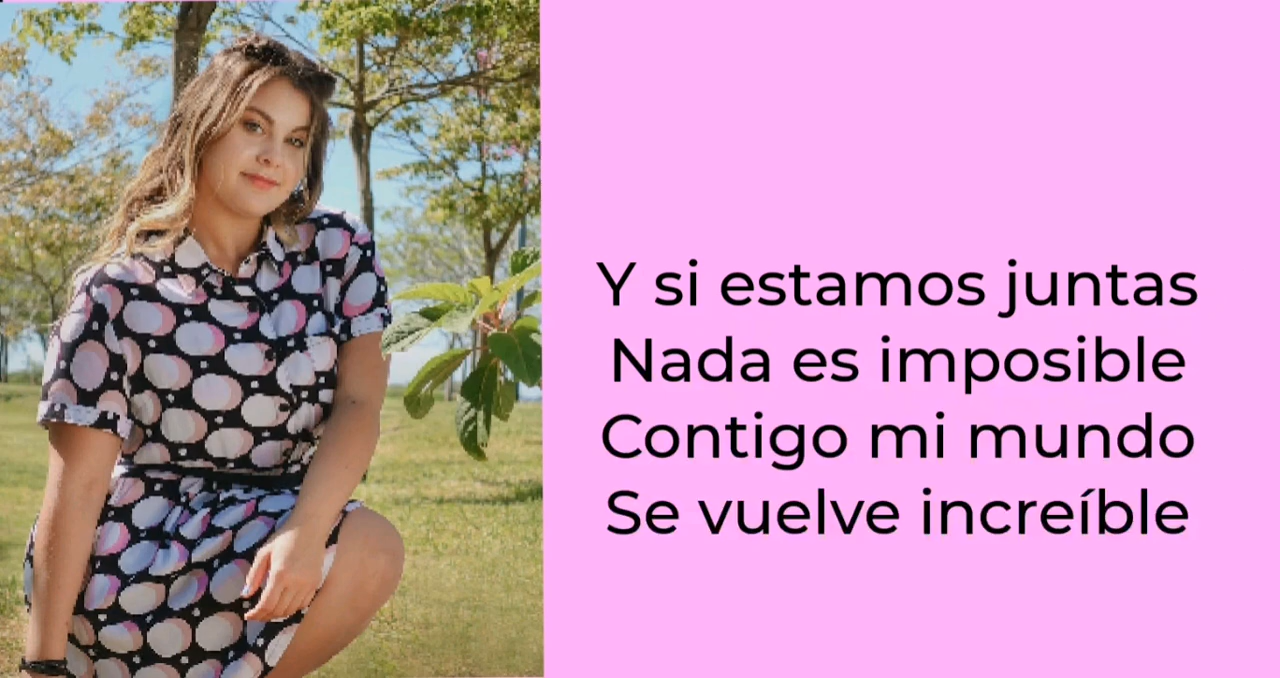 Y si estamos juntas
Nada es imposible
Contigo mi mundo
Se vuelve increíble